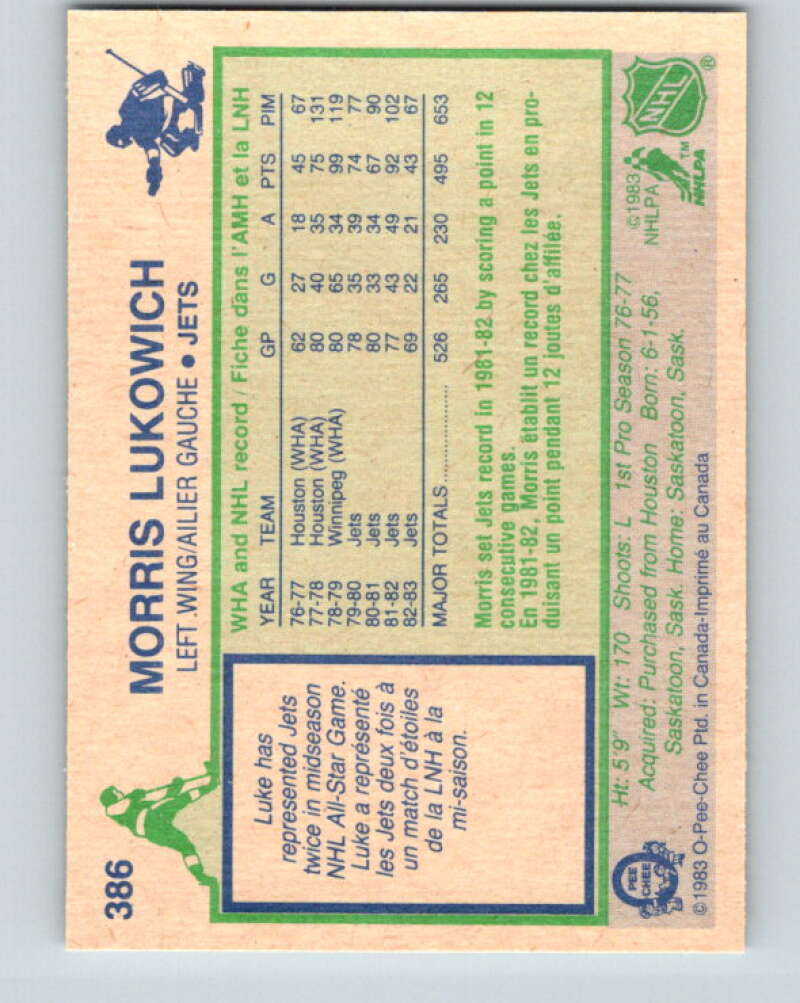 386
MORRIS LUKOWICH
LEFT WING/AILIER GAUCHE • JETS
Luke has
represented Jets
twice in midseason
NHL All-Star Game.
Luke a représenté
les Jets deux fois à
un match d'étoiles
de la LNH à la
mi-saison.
WHA and NHL record / Fiche dans l'AMH et la LNH
YEAR TEAM GP G A PTS PIM
76-77 Houston (WHA) 62 27 18 45 67
77-78 Houston (WHA) 80 40 35 75 131
78-79 Winnipeg (WHA) 80 65 34 99 119
79-80 Jets 78 35 39 74 77
80-81 Jets 80 33 34 67 90
81-82 Jets 77 43 49 92 102
82-83 Jets 69 22 21 43 67
MAJOR TOTALS................ 526 265 230 495 653
Morris set Jets record in 1981-82 by scoring a point in 12
consecutive games.
En 1981-82, Morris établit un record chez les Jets en pro-
duisant un point pendant 12 joutes d'affilée.
Ht: 5'9" Wt: 170 Shoots: L 1st Pro Season 76-77
Acquired: Purchased from Houston Born: 6-1-56,
Saskatoon, Sask. Home: Saskatoon, Sask.
©1983 O-Pee-Chee Ptd. in Canada-Imprimé au Canada
O
PEE
CHEE
©1983
NHLPA
NHLPA
TM
NHL
®